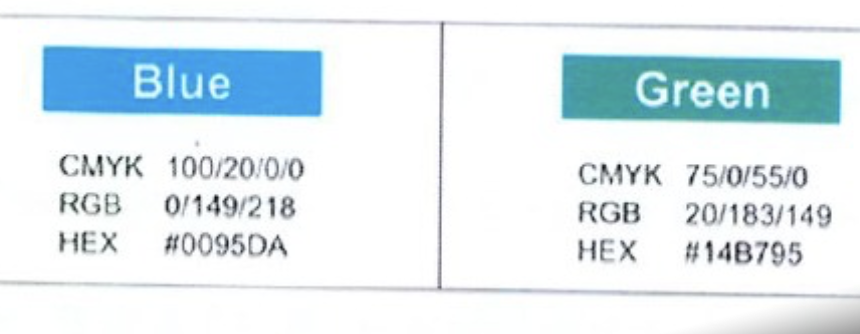 Blue
CMYK 100/20/0/0
RGB 0/149/218
HEX #0095DA
Green
CMYK 75/0/55/0
RGB 20/183/149
HEX #14B795